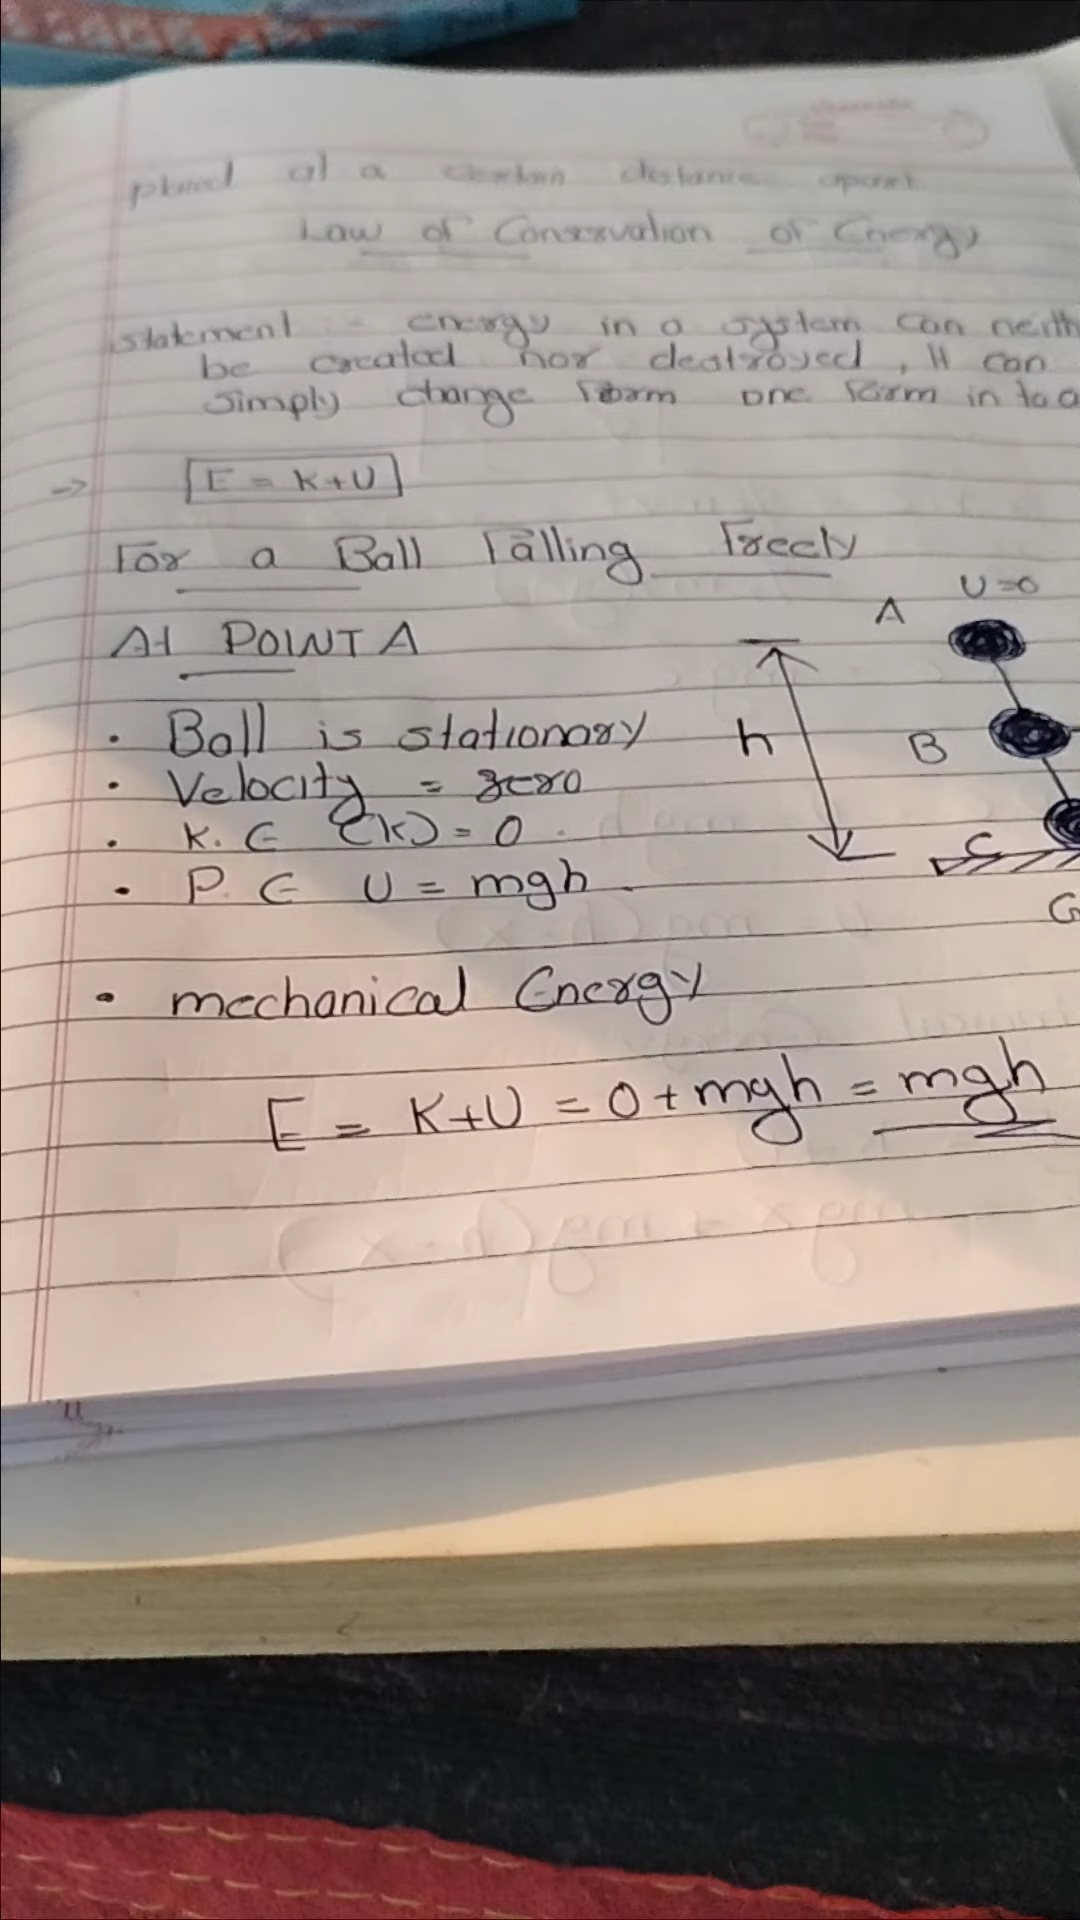 placed at a certain distance apart
Law of Conservation of Energy
statement :- energy in a system can neith
be created nor destroyed, It can
simply change form one form in to a
→ E = K+U
For a Ball Falling Freely
U=0
A
At POINT A
• Ball is stationary
h
B
• Velocity = zero
• K.E (K) = 0.
C
• P.E U = mgh.
G
• mechanical Energy
E = K+U = 0+mgh = mgh